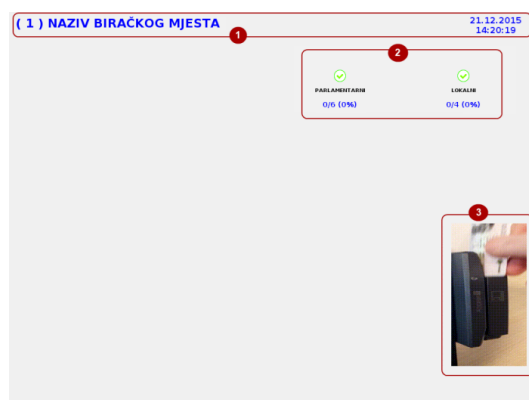 ( 1 ) NAZIV BIRAČKOG MJESTA
21.12.2015
14:20:19
1
2
PARLAMENTARNI
LOKALNI
0/6 (0%)
0/4 (0%)
3